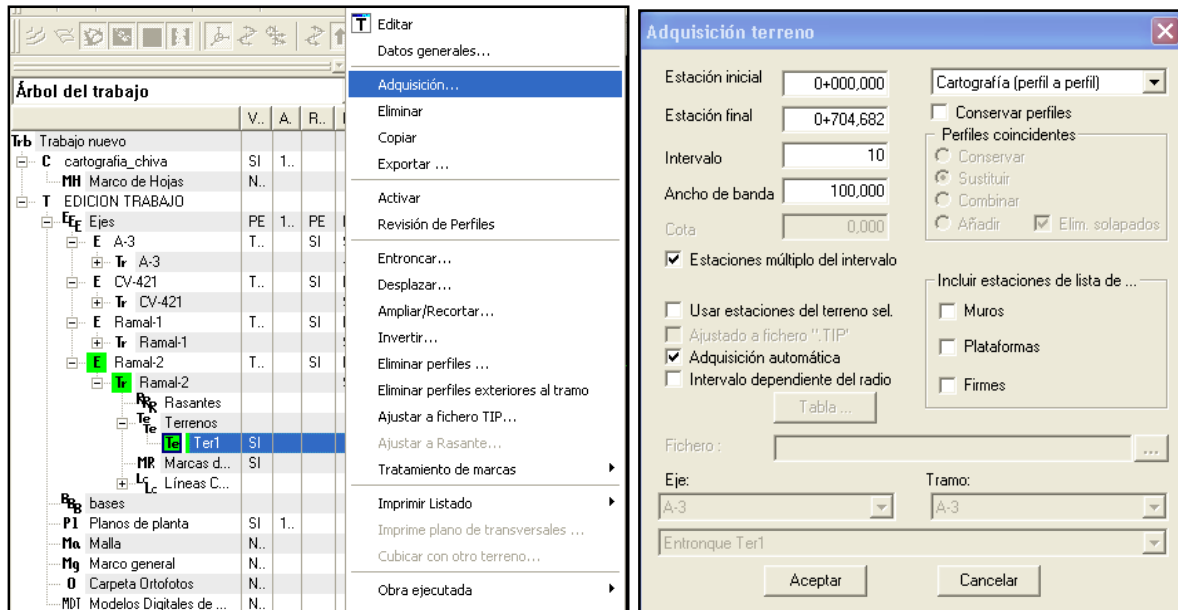 Árbol del trabajo
V.. A. R..
Trb Trabajo nuevo
C cartografia_chiva SI 1..
MH Marco de Hojas N..
T EDICION TRABAJO
EEE Ejes PE 1.. PE
E A-3 T.. SI
Tr A-3
E CV-421 T..
Tr CV-421
E Ramal-1 T.. SI
Tr Ramal-1
E Ramal-2 T.. SI
Tr Ramal-2
RRR Rasantes
TeTe Terrenos
Te Ter1 SI
MR Marcas d... SI
LcLc Líneas C...
BBB bases
Pl Planos de planta SI 1..
Ma Malla N..
Mg Marco general N..
O Carpeta Ortofotos N..
MDT Modelos Digitales de ... N..
T Editar
Datos generales...
Adquisición...
Eliminar
Copiar
Exportar ...
Activar
Revisión de Perfiles
Entroncar...
Desplazar...
Ampliar/Recortar...
Invertir...
Eliminar perfiles ...
Eliminar perfiles exteriores al tramo
Ajustar a fichero TIP...
Ajustar a Rasante...
Tratamiento de marcas
Imprimir Listado
Imprime plano de transversales ...
Cubicar con otro terreno...
Obra ejecutada
Adquisición terreno
Estación inicial 0+000,000
Estación final 0+704,682
Intervalo 10
Ancho de banda 100,000
Cota 0,000
Estaciones múltiplo del intervalo
Usar estaciones del terreno sel.
Ajustado a fichero ".TIP'
Adquisición automática
Intervalo dependiente del radio
Tabla ...
Cartografía (perfil a perfil)
Conservar perfiles
Perfiles coincidentes
Conservar
Sustituir
Combinar
Añadir Elim. solapados
Incluir estaciones de lista de ...
Muros
Plataformas
Firmes
Fichero : ...
Eje: Tramo:
A-3 A-3
Entronque Ter1
Aceptar Cancelar